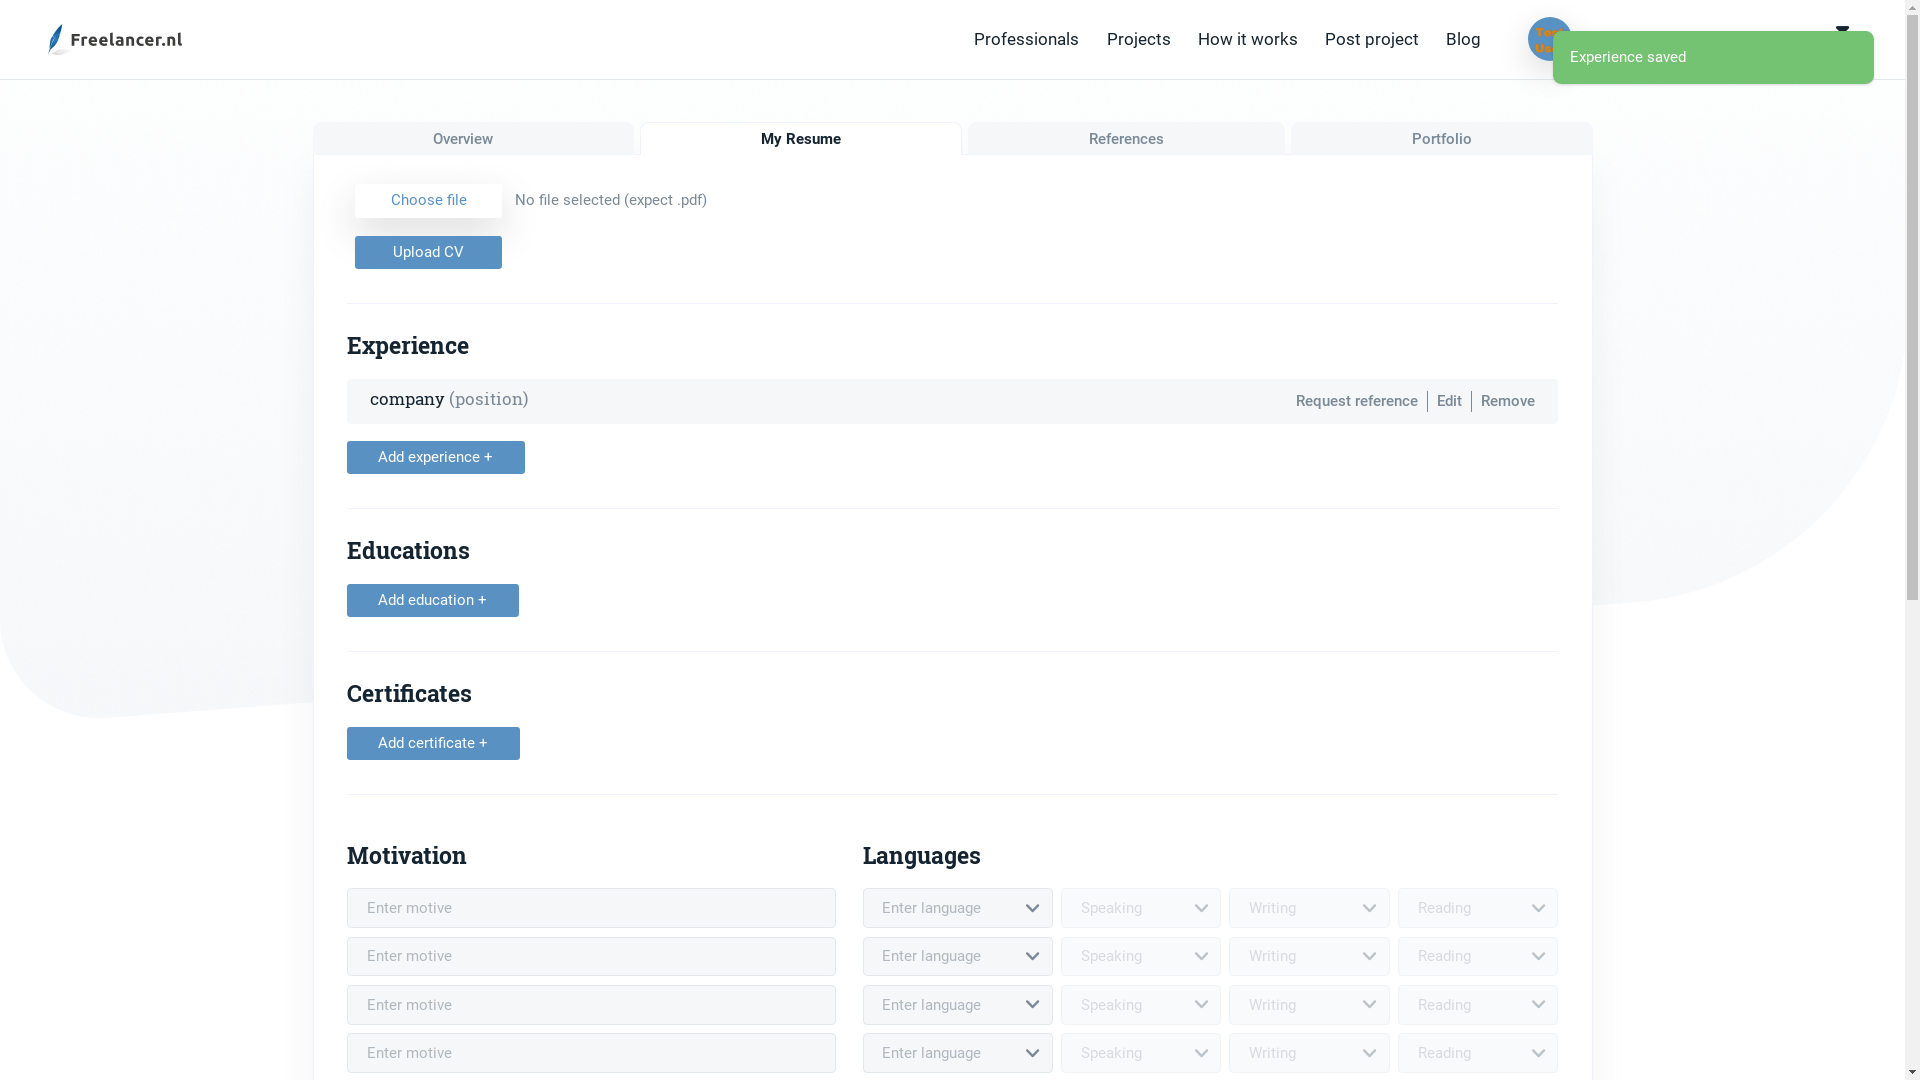 Freelancer.nl
Professionals
Projects
How it works
Post project
Blog
Experience saved
Overview
My Resume
References
Portfolio
Choose file
No file selected (expect .pdf)
Upload CV
Experience
company (position)
Request reference
Edit
Remove
Add experience +
Educations
Add education +
Certificates
Add certificate +
Motivation
Languages
Enter motive
Enter language
Speaking
Writing
Reading
Enter motive
Enter language
Speaking
Writing
Reading
Enter motive
Enter language
Speaking
Writing
Reading
Enter motive
Enter language
Speaking
Writing
Reading